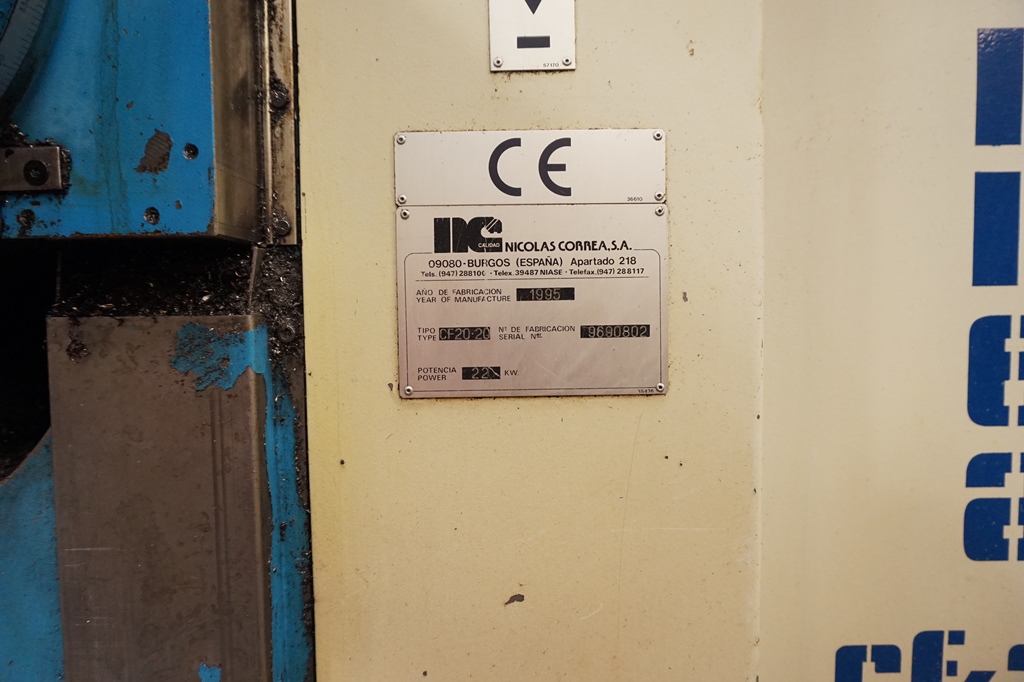 57170
CE
36610
CALIDAD
NICOLAS CORREA, S.A.
09080-BURGOS (ESPAÑA) Apartado 218
Tels. (947) 288100 · Telex. 39487 NIASE · Telefax. (947) 288117
AÑO DE FABRICACION
YEAR OF MANUFACTURE 1995
TIPO
TYPE CF20-20
Nº DE FABRICACION
SERIAL Nº
T9690802
POTENCIA
POWER 22 KW